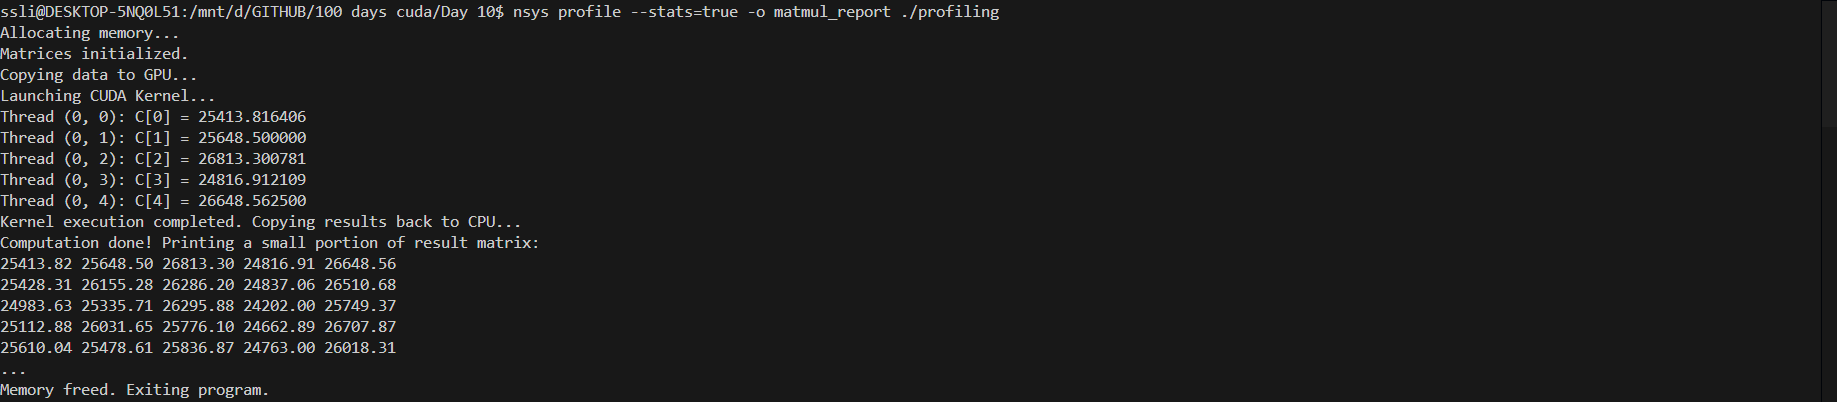 ssli@DESKTOP-5NQ0L51:/mnt/d/GITHUB/100 days cuda/Day 10$ nsys profile --stats=true -o matmul_report ./profiling
Allocating memory...
Matrices initialized.
Copying data to GPU...
Launching CUDA Kernel...
Thread (0, 0): C[0] = 25413.816406
Thread (0, 1): C[1] = 25648.500000
Thread (0, 2): C[2] = 26813.300781
Thread (0, 3): C[3] = 24816.912109
Thread (0, 4): C[4] = 26648.562500
Kernel execution completed. Copying results back to CPU...
Computation done! Printing a small portion of result matrix:
25413.82 25648.50 26813.30 24816.91 26648.56
25428.31 26155.28 26286.20 24837.06 26510.68
24983.63 25335.71 26295.88 24202.00 25749.37
25112.88 26031.65 25776.10 24662.89 26707.87
25610.04 25478.61 25836.87 24763.00 26018.31
...
Memory freed. Exiting program.